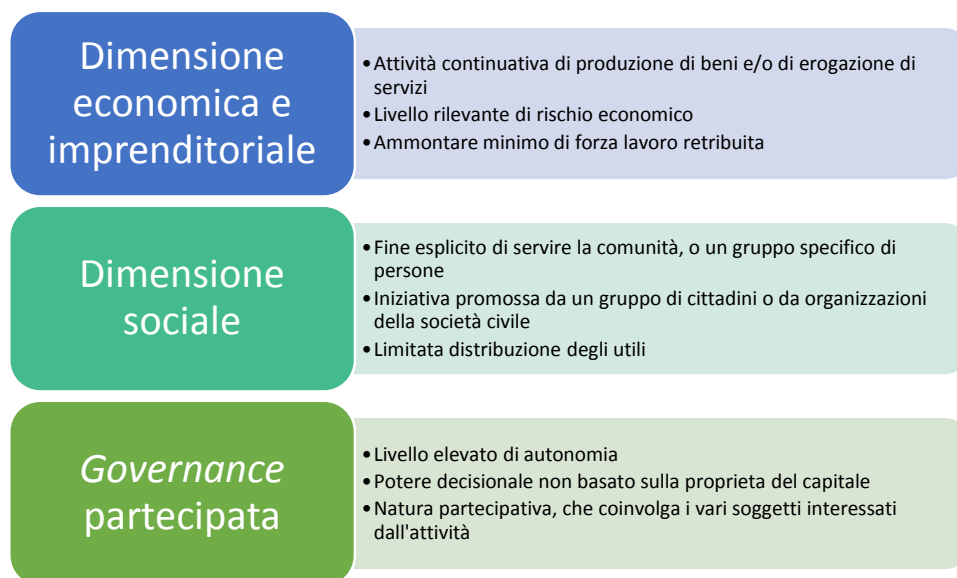 Dimensione
economica e
imprenditoriale
•Attività continuativa di produzione di beni e/o di erogazione di
servizi
•Livello rilevante di rischio economico
•Ammontare minimo di forza lavoro retribuita
Dimensione
sociale
•Fine esplicito di servire la comunità, o un gruppo specifico di
persone
•Iniziativa promossa da un gruppo di cittadini o da organizzazioni
della società civile
•Limitata distribuzione degli utili
Governance
partecipata
•Livello elevato di autonomia
•Potere decisionale non basato sulla proprieta del capitale
•Natura partecipativa, che coinvolga i vari soggetti interessati
dall'attività